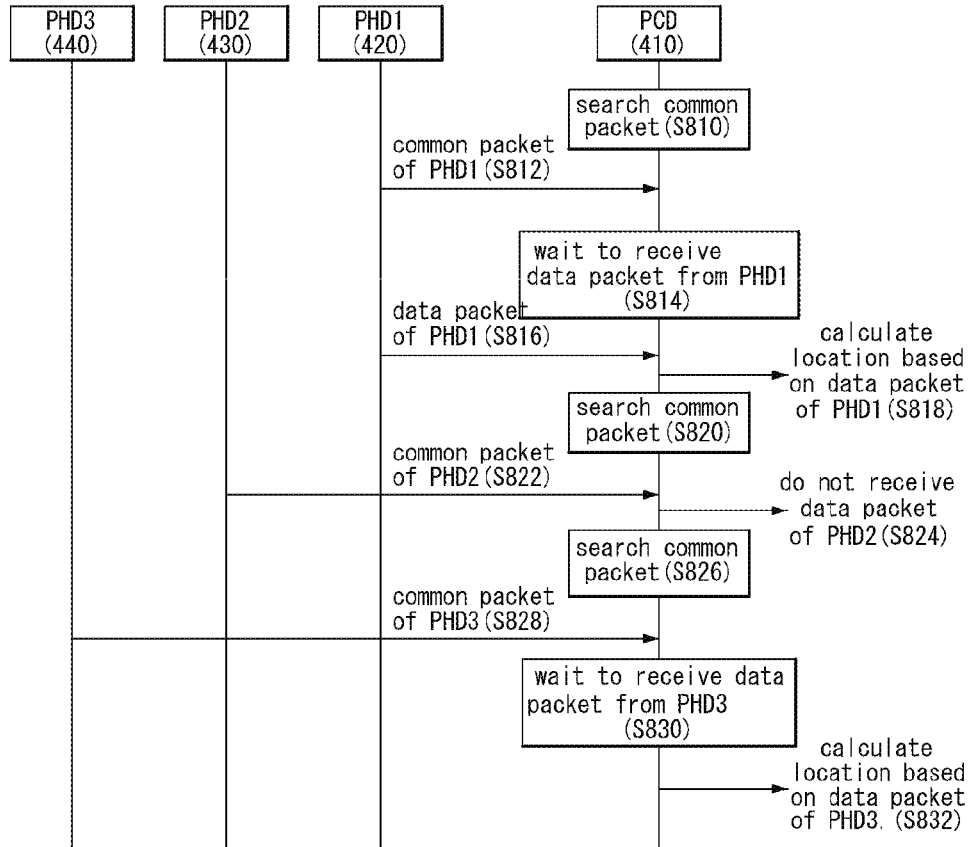 PHD3
(440)
PHD2
(430)
PHD1
(420)
PCD
(410)
search common
packet(S810)
common packet
of PHD1(S812)
wait to receive
data packet from PHD1
(S814)
data packet
of PHD1(S816)
calculate
location based
on data packet
of PHD1(S818)
search common
packet(S820)
common packet
of PHD2(S822)
do not receive
data packet
of PHD2(S824)
search common
packet(S826)
common packet
of PHD3(S828)
wait to receive data
packet from PHD3
(S830)
calculate
location based
on data packet
of PHD3.(S832)